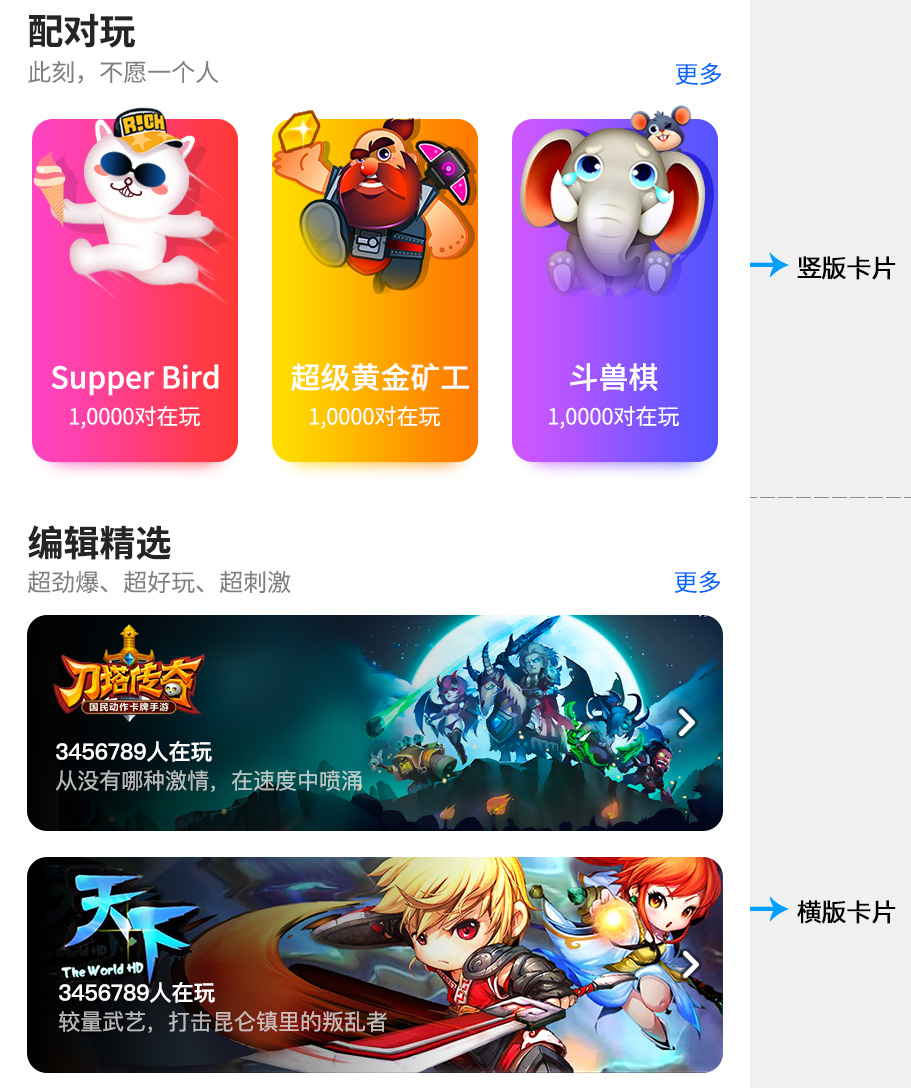 配对玩
此刻，不愿一个人
更多
R!CH
Supper Bird
1,0000对在玩
超级黄金矿工
1,0000对在玩
斗兽棋
1,0000对在玩
竖版卡片
编辑精选
超劲爆、超好玩、超刺激
更多
刀塔传奇
国民动作卡牌手游
3456789人在玩
从没有哪种激情，在速度中喷涌
天下
The World HD
3456789人在玩
较量武艺，打击昆仑镇里的叛乱者
横版卡片